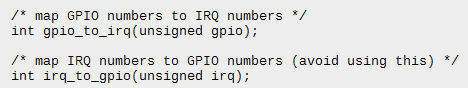 /* map GPIO numbers to IRQ numbers */
int gpio_to_irq(unsigned gpio);

/* map IRQ numbers to GPIO numbers (avoid using this) */
int irq_to_gpio(unsigned irq);